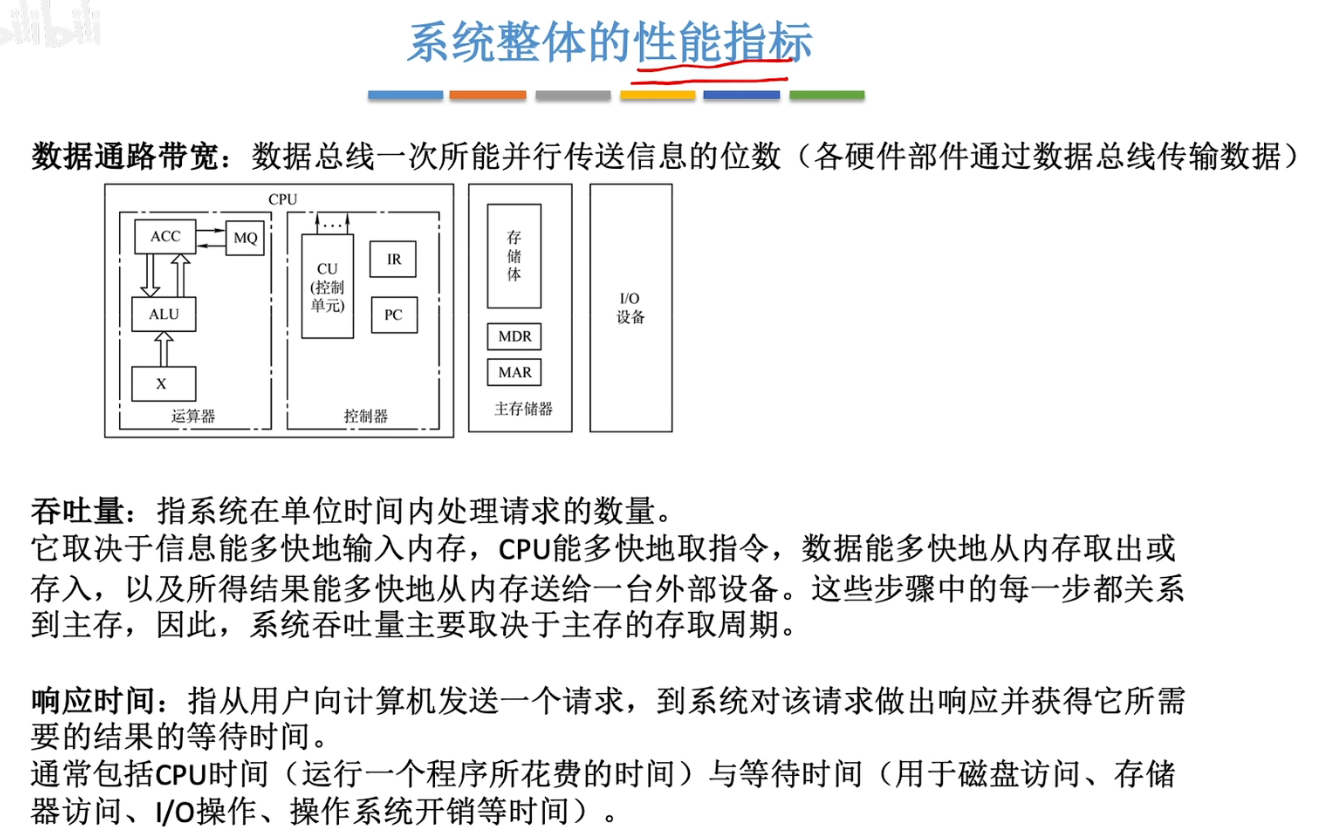 bilibili
系统整体的性能指标
数据通路带宽：数据总线一次所能并行传送信息的位数（各硬件部件通过数据总线传输数据）
CPU
ACC
MQ
ALU
X
运算器
...
CU
(控制
单元)
IR
PC
控制器
存
储
体
MDR
MAR
主存储器
I/O
设备
吞吐量：指系统在单位时间内处理请求的数量。
它取决于信息能多快地输入内存，CPU能多快地取指令，数据能多快地从内存取出或
存入，以及所得结果能多快地从内存送给一台外部设备。这些步骤中的每一步都关系
到主存，因此，系统吞吐量主要取决于主存的存取周期。
响应时间：指从用户向计算机发送一个请求，到系统对该请求做出响应并获得它所需
要的结果的等待时间。
通常包括CPU时间（运行一个程序所花费的时间）与等待时间（用于磁盘访问、存储
器访问、I/O操作、操作系统开销等时间）。